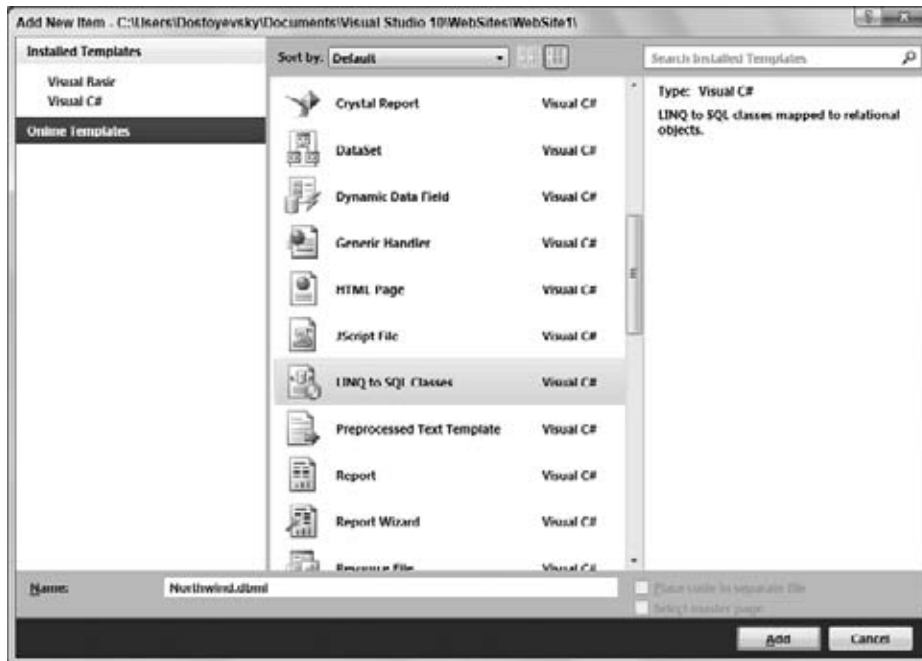 Add New Item - C:\Users\Dostoyevsky\Documents\Visual Studio 10\WebSites\WebSite1\
Installed Templates
Visual Basic
Visual C#
Online Templates
Sort by: Default
Search Installed Templates
Crystal Report Visual C#
DataSet Visual C#
Dynamic Data Field Visual C#
Generic Handler Visual C#
HTML Page Visual C#
JScript File Visual C#
LINQ to SQL Classes Visual C#
Preprocessed Text Template Visual C#
Report Visual C#
Report Wizard Visual C#
Resource File Visual C#
Type: Visual C#
LINQ to SQL classes mapped to relational
objects.
Name: Northwind.dbml
Place code in separate file
Select master page
Add Cancel